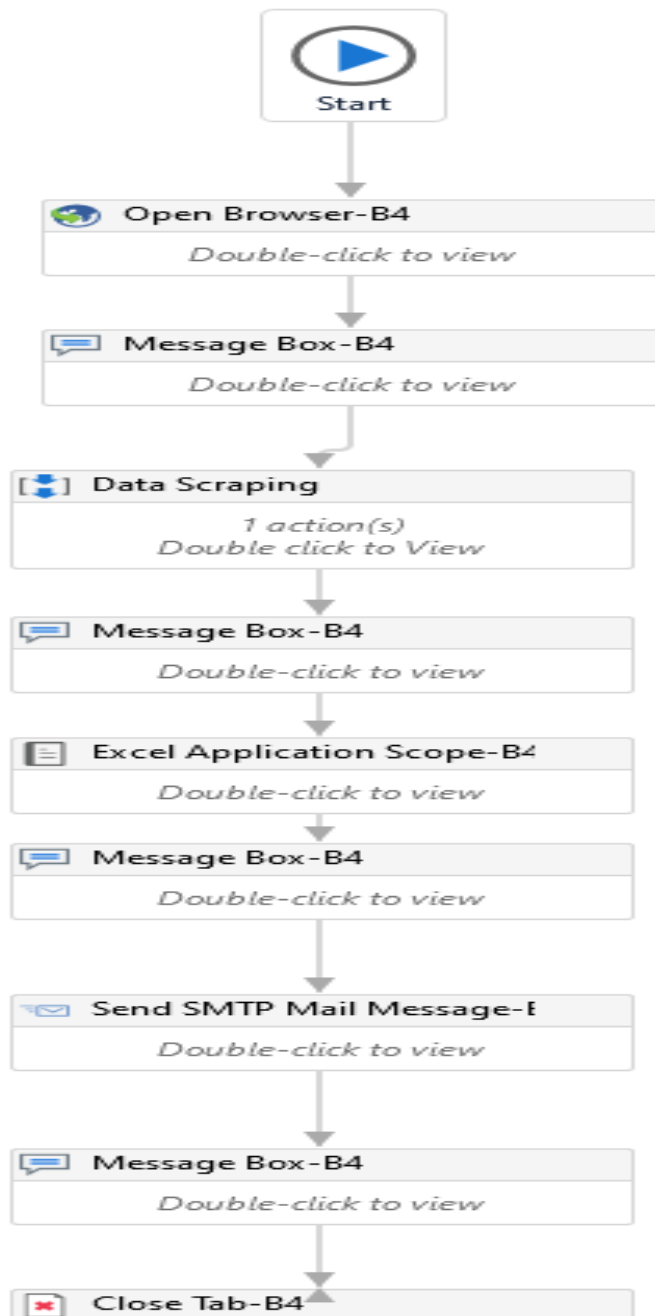 Start
Open Browser-B4
Double-click to view
Message Box-B4
Double-click to view
Data Scraping
1 action(s)
Double click to View
Message Box-B4
Double-click to view
Excel Application Scope-B4
Double-click to view
Message Box-B4
Double-click to view
Send SMTP Mail Message-
Double-click to view
Message Box-B4
Double-click to view
Close Tab-B4